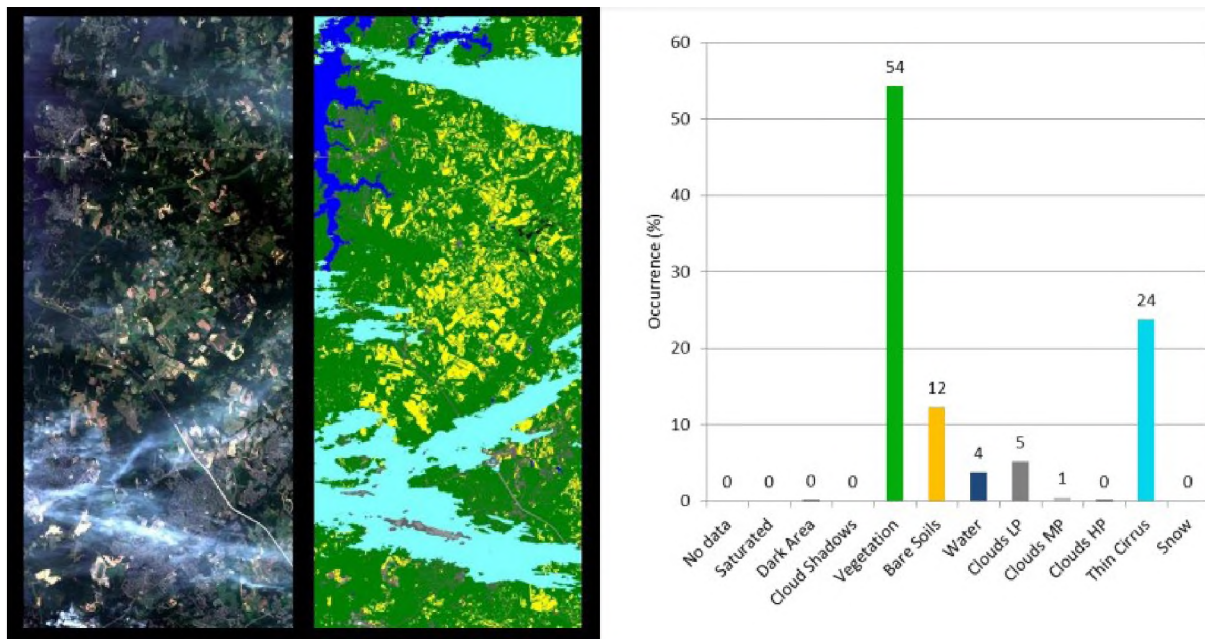 60
50
40
30
20
10
0
Occurrence (%)
0
0
0
0
54
12
4
5
1
0
24
0
No data
Saturated
Dark Area
Cloud Shadows
Vegetation
Bare Soils
Water
Clouds LP
Clouds MP
Clouds HP
Thin Cirrus
Snow